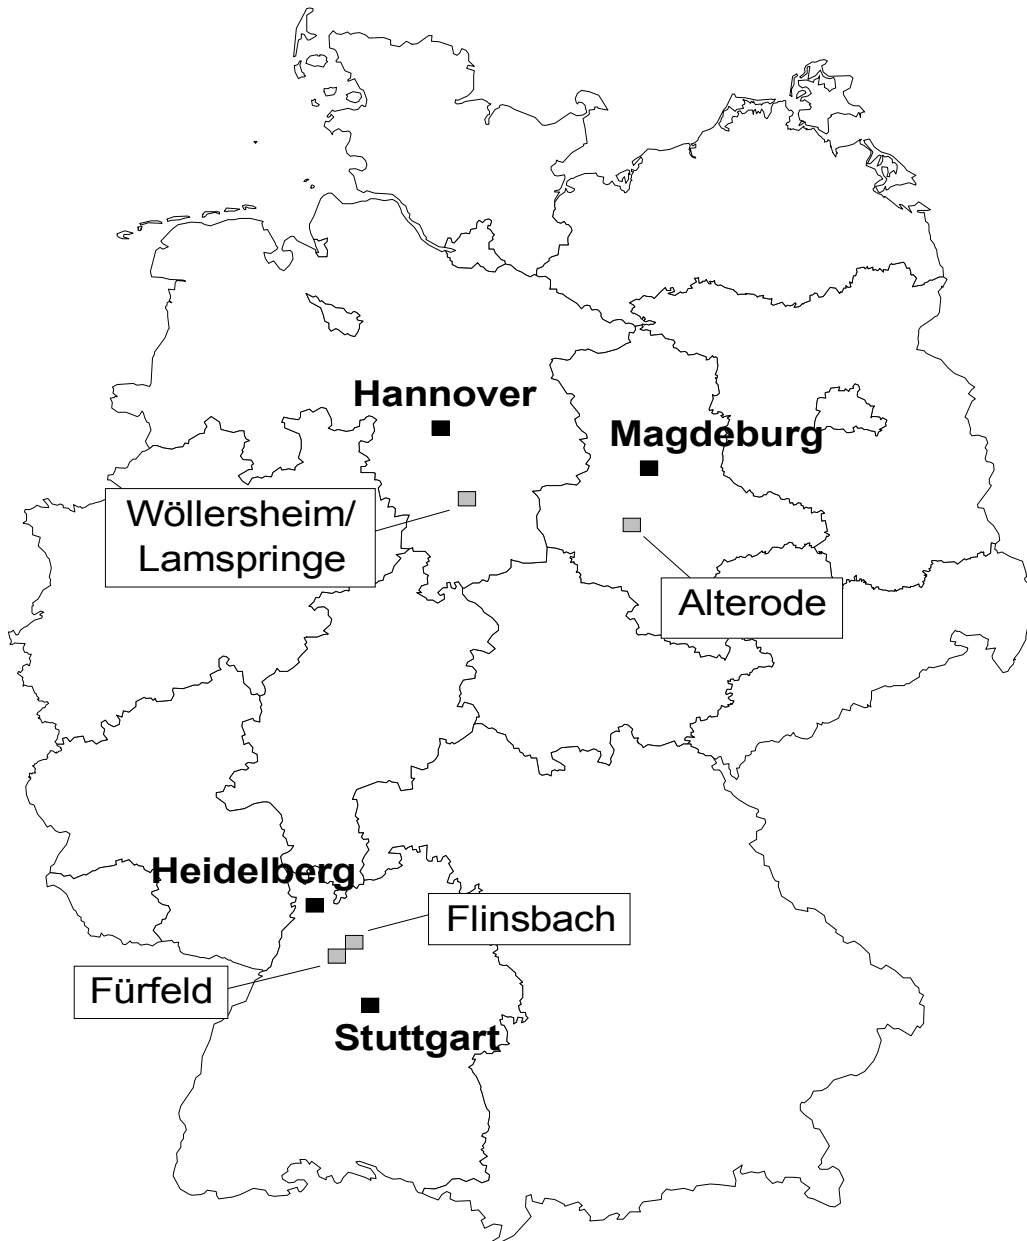 Hannover
Magdeburg
Wöllersheim/
Lamspringe
Alterode
Heidelberg
Flinsbach
Fürfeld
Stuttgart